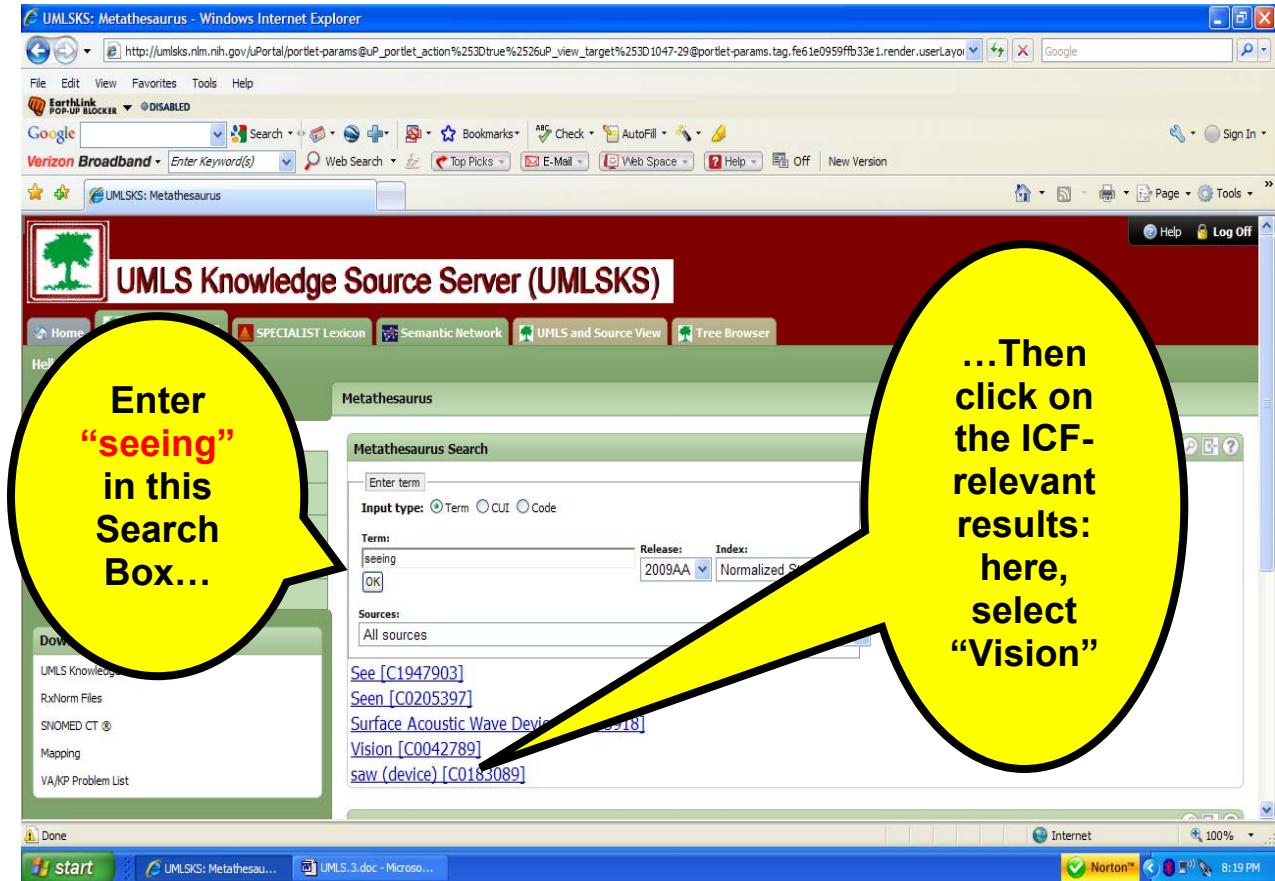 UMLSKS: Metathesaurus - Windows Internet Explorer
http://umlsks.nlm.nih.gov/uPortal/portlet-params@uP_portlet_action%253Dtrue%2526uP_view_target%253D1047-29@portlet-params.tag.fe61e0959ffb33e1.render.userLayou
Google
File Edit View Favorites Tools Help
EarthLink POP-UP BLOCKER DISABLED
Google Search Bookmarks Check AutoFill Sign In
Verizon Broadband - Enter Keyword(s) Web Search Top Picks E-Mail Web Space Help Off New Version
UMLSKS: Metathesaurus Page Tools
Help Log Off
UMLS Knowledge Source Server (UMLSKS)
Home SPECIALIST Lexicon Semantic Network UMLS and Source View Tree Browser
Enter
“seeing”
in this
Search
Box…
Metathesaurus
Metathesaurus Search
Enter term
Input type: Term CUI Code
Term:
seeing
OK
Release:
2009AA
Index:
Normalized
Sources:
All sources
See [C1947903]
Seen [C0205397]
Surface Acoustic Wave
Vision [C0042789]
saw (device) [C0183089]
…Then
click on
the ICF-
relevant
results:
here,
select
“Vision”
UMLS
RxNorm Files
SNOMED CT ®
Mapping
VA/KP Problem List
Done Internet 100%
start UMLSKS: Metathesau... UMLS.3.doc - Microso... Norton™ 8:19 PM